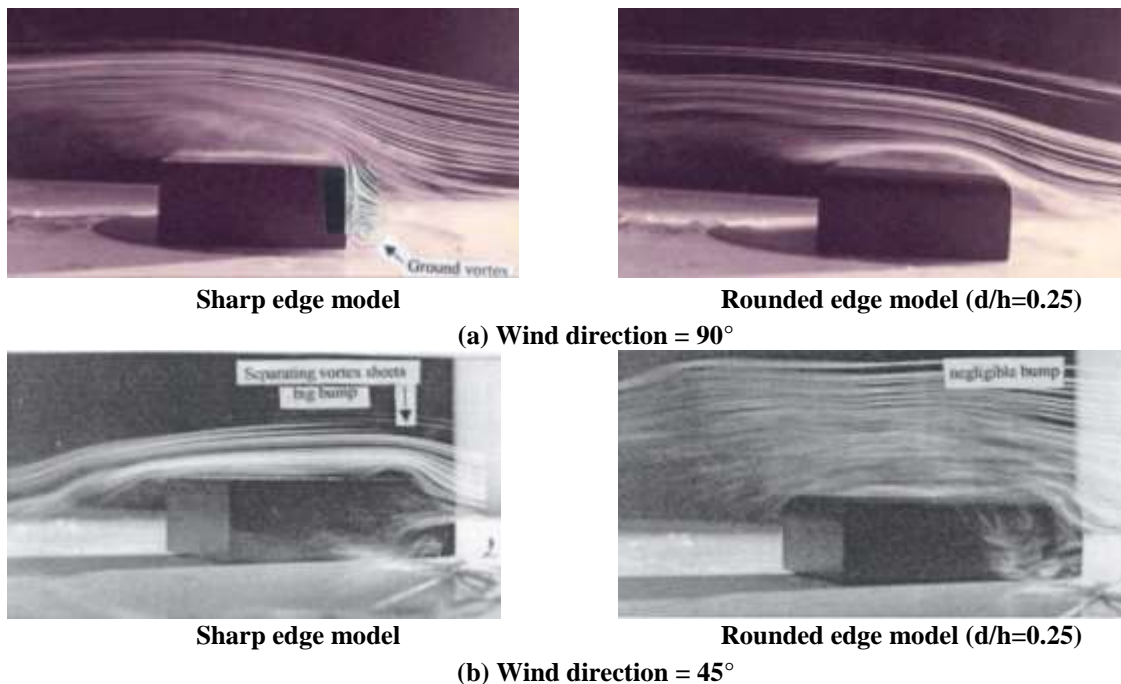 Ground vortex
Sharp edge model
Rounded edge model (d/h=0.25)
(a) Wind direction = 90°
Separating vortex sheets
big bump
negligible bump
Sharp edge model
Rounded edge model (d/h=0.25)
(b) Wind direction = 45°